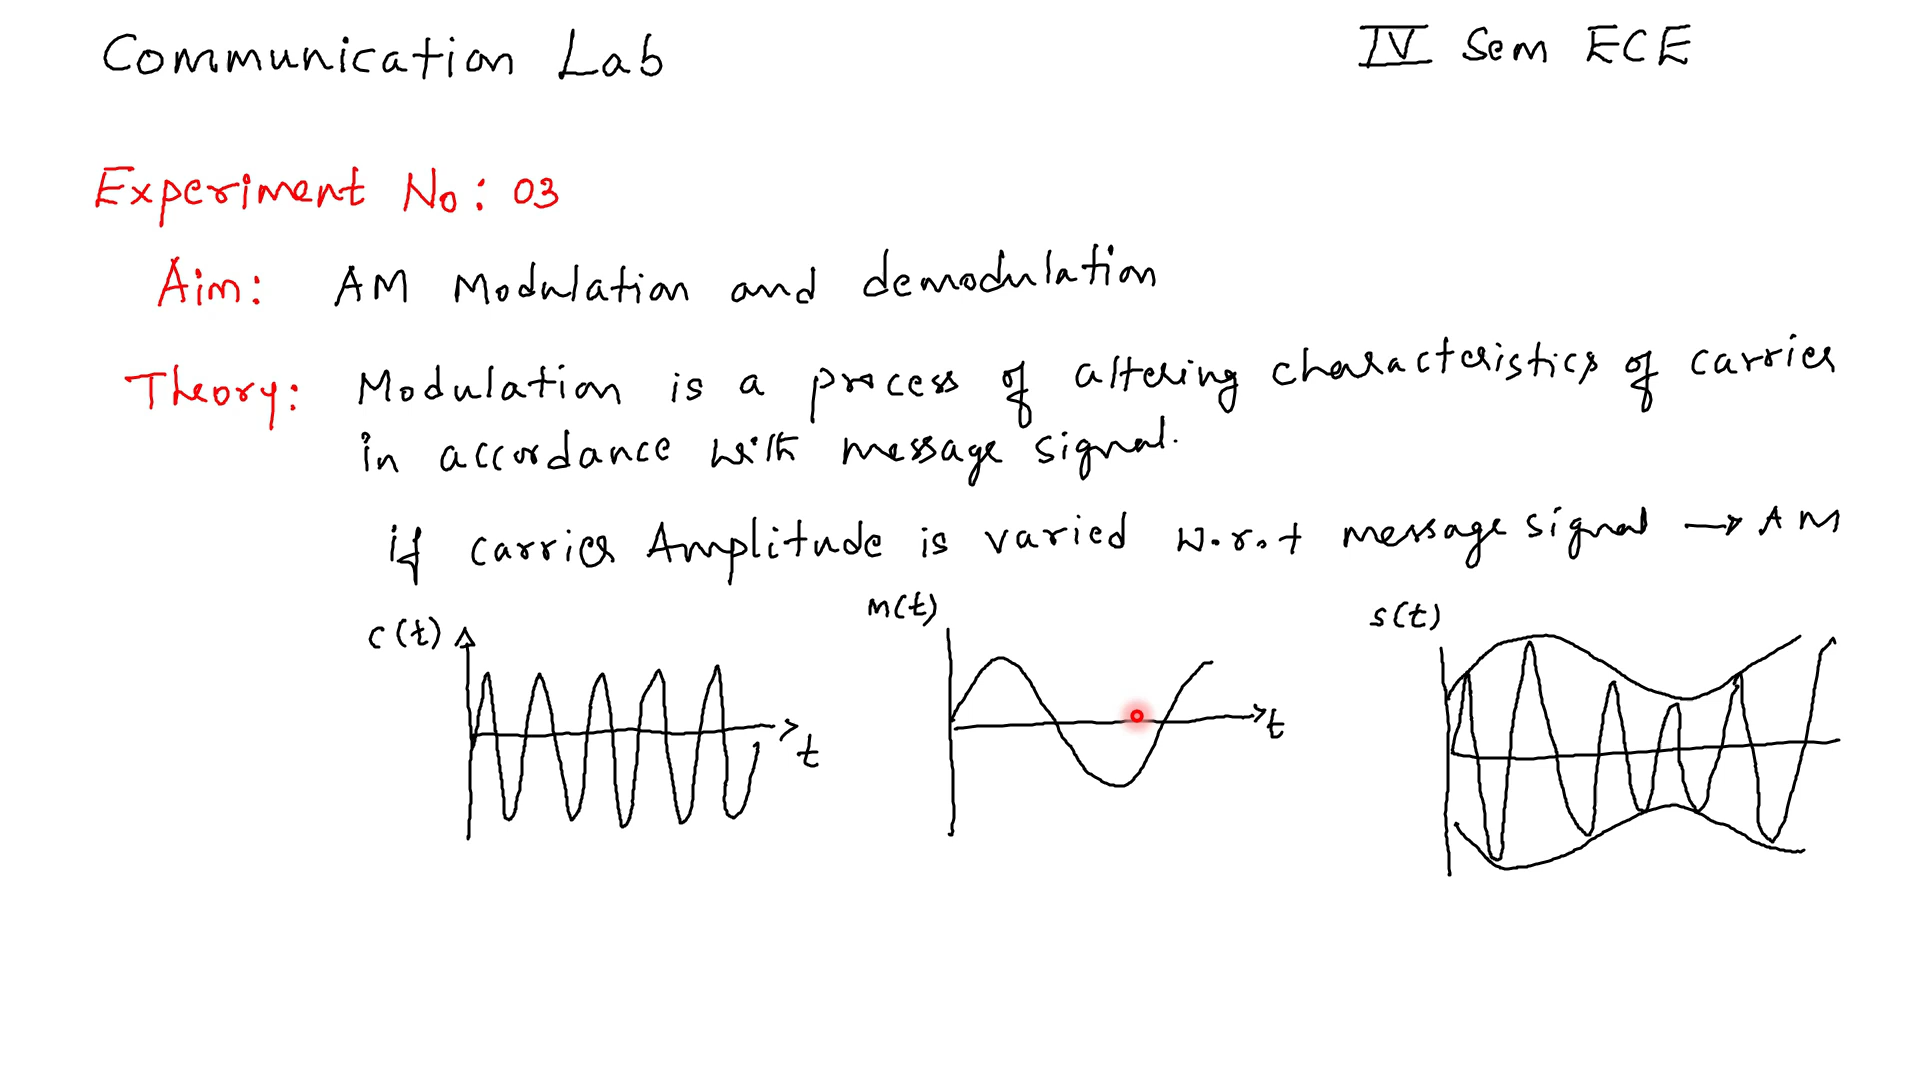 Communication Lab IV Sem ECE
Experiment No: 03
Aim: AM Modulation and demodulation
Theory: Modulation is a process of altering characteristics of carrier
in accordance with message signal.
if carrier Amplitude is varied w.r.t message signal → AM
c(t) m(t) s(t)
t t